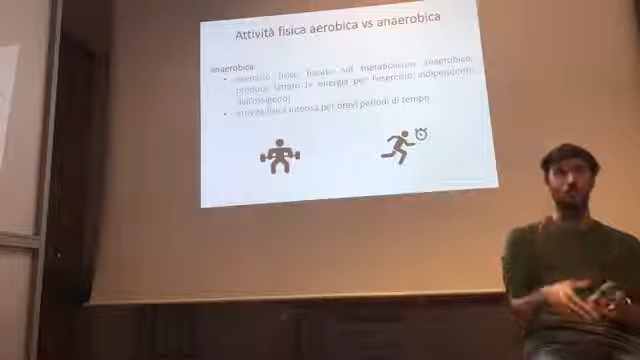 Attività fisica aerobica vs anaerobica
anaerobica
• esercizio fisico basato sul metabolismo anaerobico,
produce lattato (= energia per l'esercizio indipendente
dall'ossigeno)
• attività fisica intensa per brevi periodi di tempo